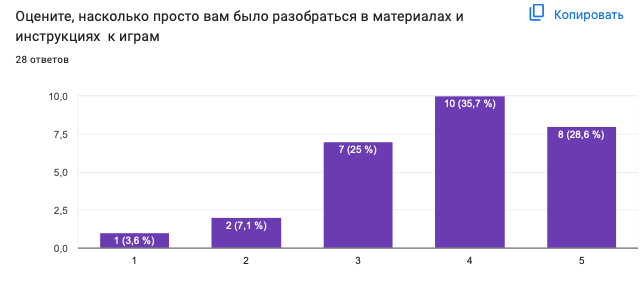 Оцените, насколько просто вам было разобраться в материалах и
инструкциях к играм
Копировать
28 ответов
10,0
7,5
5,0
2,5
0,0
1 (3,6 %)
2 (7,1 %)
7 (25 %)
10 (35,7 %)
8 (28,6 %)
1
2
3
4
5